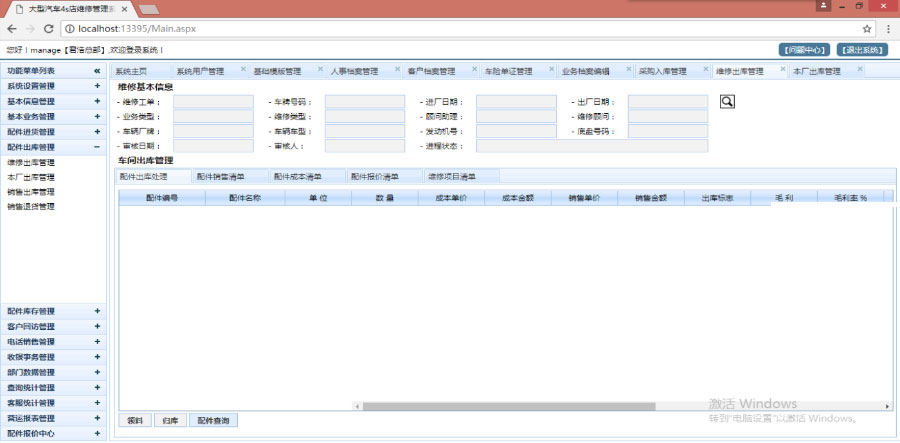 大型汽车4s店维修管理系
localhost:13395/Main.aspx
您好！manage【君浩总部】,欢迎登录系统！ 【问题中心】 【退出系统】
功能菜单列表
系统设置管理
基本信息管理
基本业务管理
配件进货管理
配件出库管理
维修出库管理
本厂出库管理
销售出库管理
销售退货管理
配件库存管理
客户回访管理
电话销售管理
收银事务管理
部门数据管理
查询统计管理
客服统计管理
营运报表管理
配件报价中心
系统主页 系统用户管理 基础模版管理 人事档案管理 客户档案管理 车险单证管理 业务档案编辑 采购入库管理 维修出库管理 本厂出库管理
维修基本信息
- 维修工单： - 车牌号码： - 进厂日期： - 出厂日期：
- 业务类型： - 维修类型： - 顾问助理： - 维修顾问：
- 车辆厂牌： - 车辆车型： - 发动机号： - 底盘号码：
- 审核日期： - 审核人： - 进程状态：
车间出库管理
配件出库处理 配件销售清单 配件成本清单 配件报价清单 维修项目清单
配件编号 配件名称 单 位 数 量 成本单价 成本金额 销售单价 销售金额 出库标志 毛 利 毛利率 %
领料 归库 配件查询
激活 Windows
转到"电脑设置"以激活 Windows。